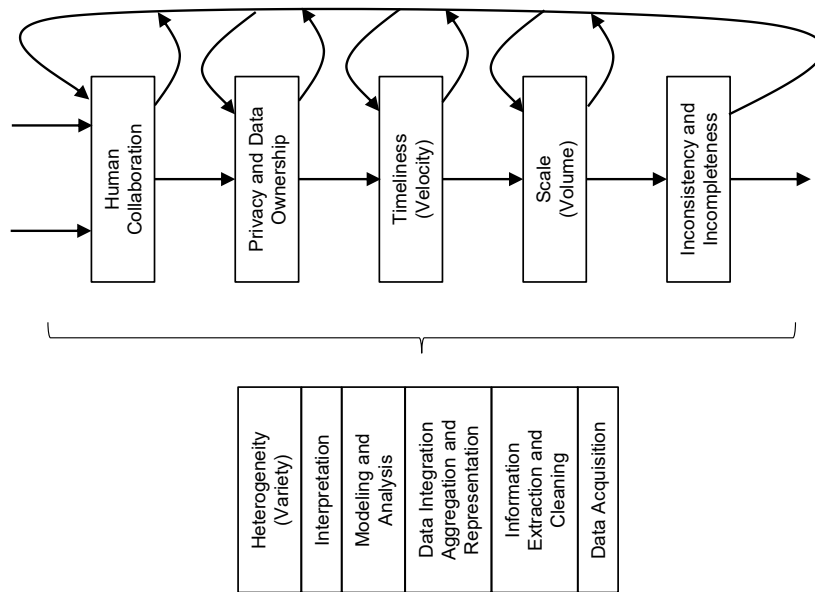 Human
Collaboration
Privacy and Data
Ownership
Timeliness
(Velocity)
Scale
(Volume)
Inconsistency and
Incompleteness
Heterogeneity
(Variety)
Interpretation
Modeling and
Analysis
Data Integration
Aggregation and
Representation
Information
Extraction and
Cleaning
Data Acquisition